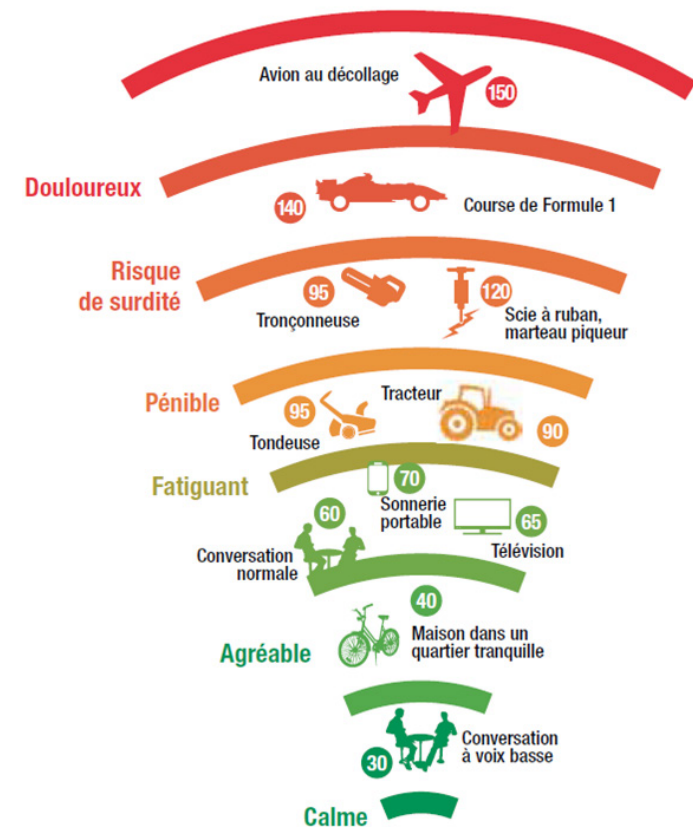 Avion au décollage
150
Douloureux
140
Course de Formule 1
Risque
de surdité
95
Tronçonneuse
120
Scie à ruban,
marteau piqueur
Pénible
95
Tondeuse
Tracteur
90
Fatiguant
70
Sonnerie
portable
60
Conversation
normale
65
Télévision
40
Maison dans un
quartier tranquille
Agréable
30
Conversation
à voix basse
Calme